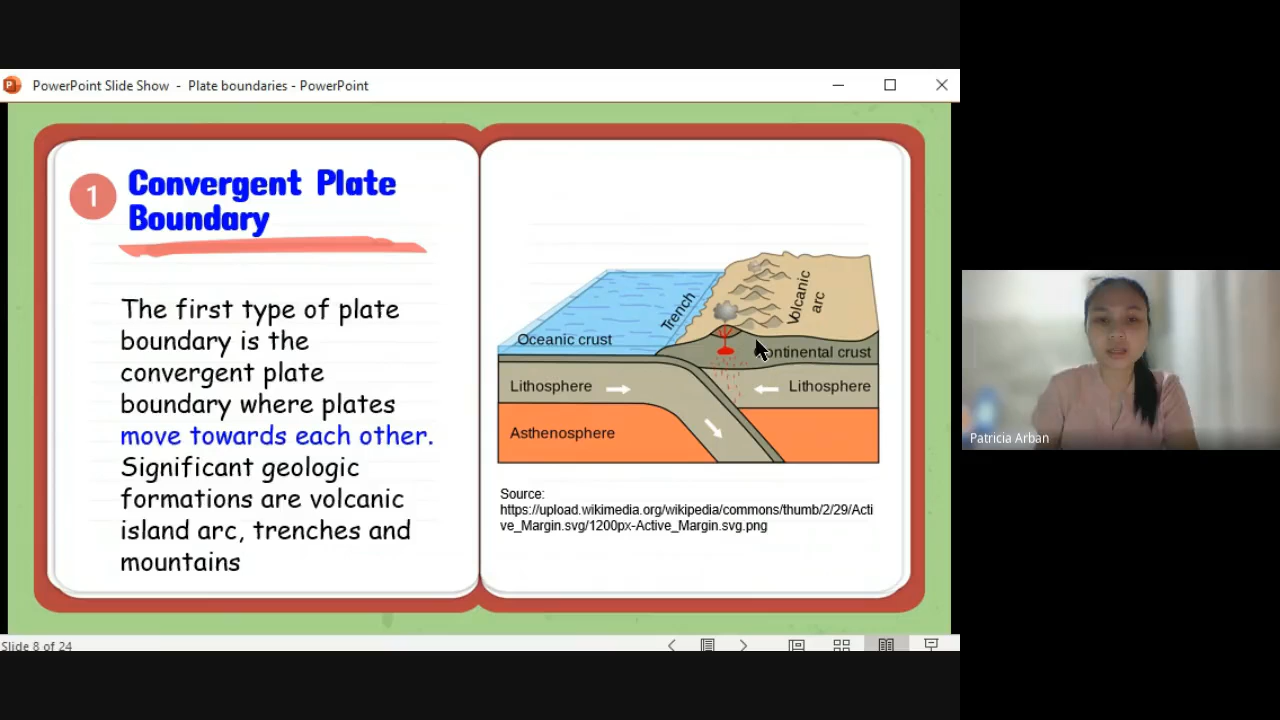 PowerPoint Slide Show - Plate boundaries - PowerPoint
1
Convergent Plate
Boundary
The first type of plate
boundary is the
convergent plate
boundary where plates
move towards each other.
Significant geologic
formations are volcanic
island arc, trenches and
mountains
Trench
Volcanic
arc
Oceanic crust
ontinental crust
Lithosphere
Lithosphere
Asthenosphere
Source:
https://upload.wikimedia.org/wikipedia/commons/thumb/2/29/Acti
ve_Margin.svg/1200px-Active_Margin.svg.png
Patricia Arban
Slide 8 of 24